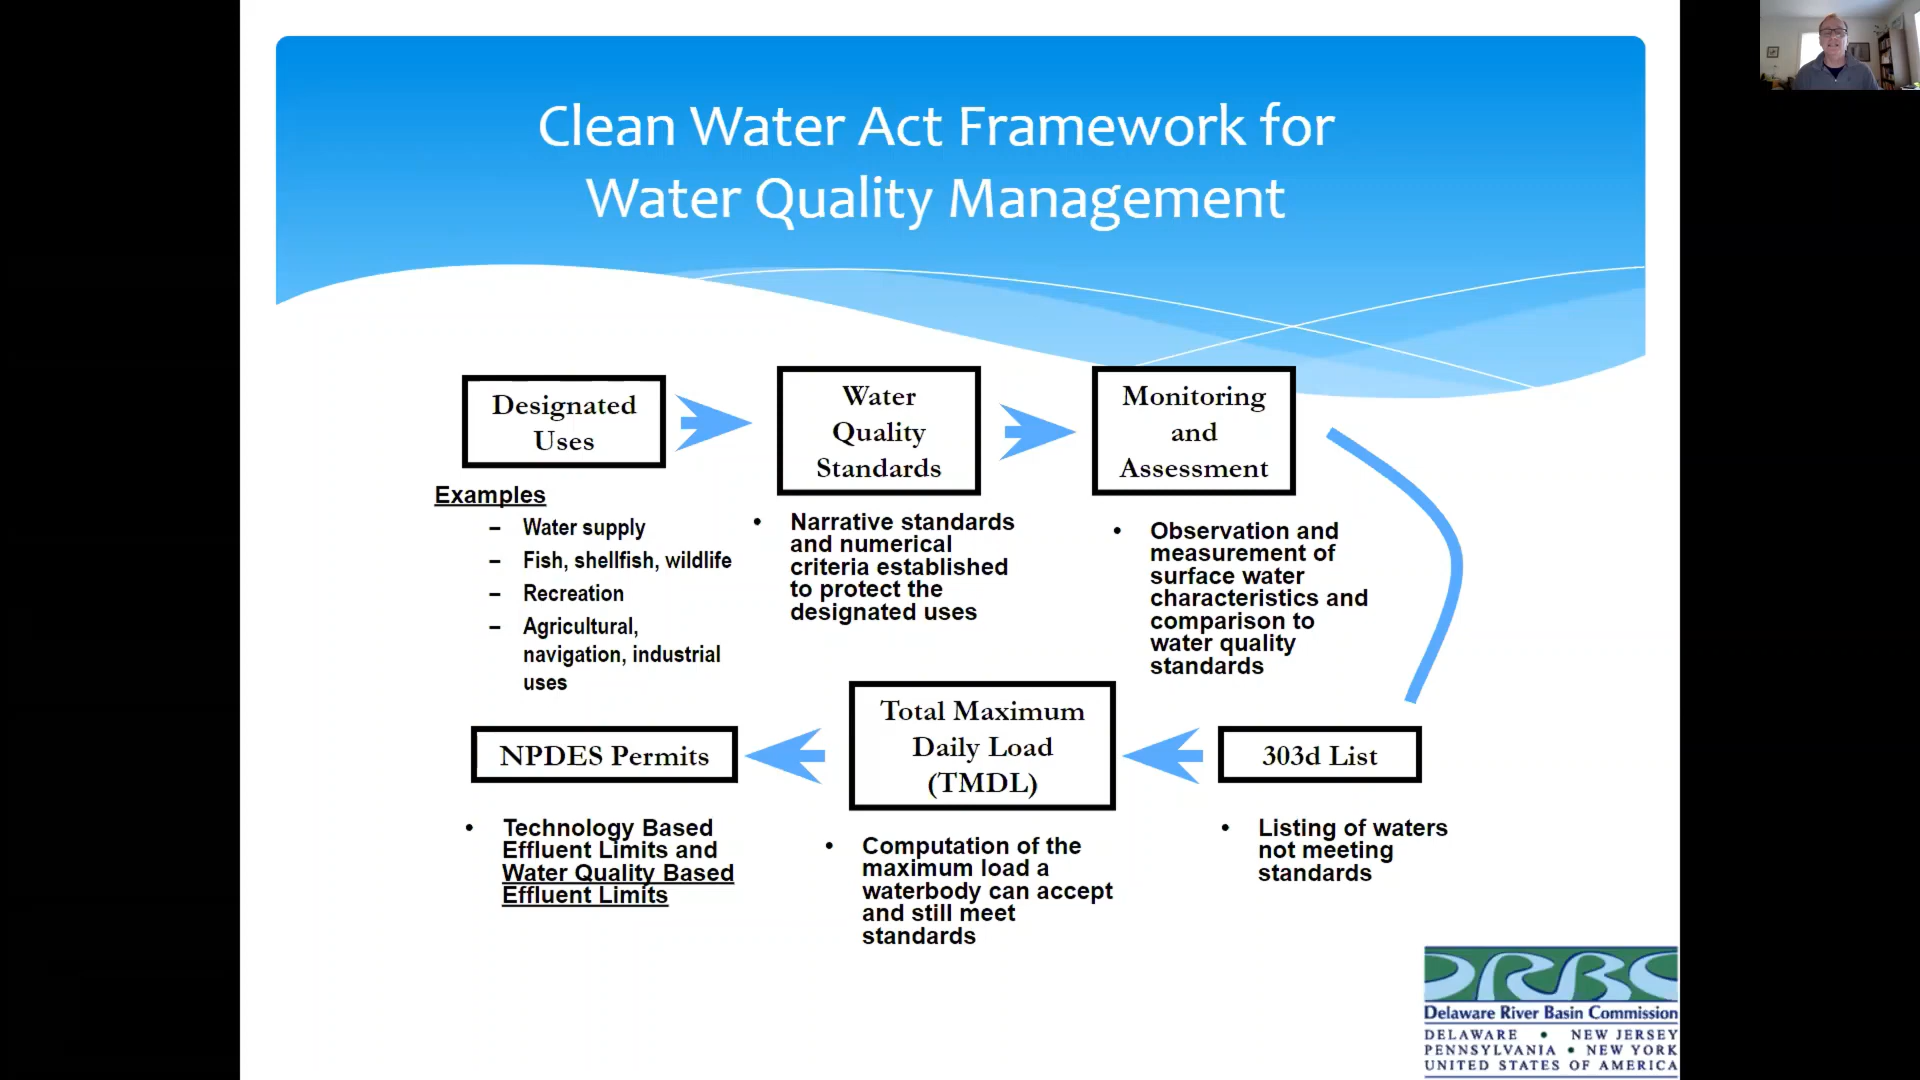 Clean Water Act Framework for
Water Quality Management
Designated
Uses
Examples
– Water supply
– Fish, shellfish, wildlife
– Recreation
– Agricultural,
navigation, industrial
uses
Water
Quality
Standards
• Narrative standards
and numerical
criteria established
to protect the
designated uses
Monitoring
and
Assessment
• Observation and
measurement of
surface water
characteristics and
comparison to
water quality
standards
303d List
• Listing of waters
not meeting
standards
Total Maximum
Daily Load
(TMDL)
• Computation of the
maximum load a
waterbody can accept
and still meet
standards
NPDES Permits
• Technology Based
Effluent Limits and
Water Quality Based
Effluent Limits
DRBC
Delaware River Basin Commission
DELAWARE • NEW JERSEY
PENNSYLVANIA • NEW YORK
UNITED STATES OF AMERICA